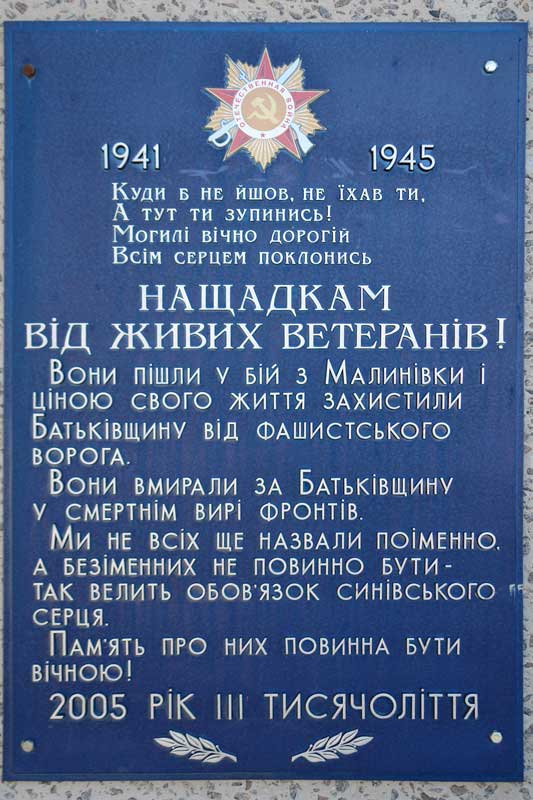 ОТЕЧЕСТВЕННАЯ ВОЙНА
1941 1945
Куди б не йшов, не їхав ти,
А тут ти зупинись!
Могилі вічно дорогій
Всім серцем поклонись
НАЩАДКАМ
ВІД ЖИВИХ ВЕТЕРАНІВ!
Вони пішли у бій з Малинівки і
ціною свого життя захистили
Батьківщину від фашистського
ворога.
Вони вмирали за Батьківщину
у смертнім вирі фронтів.
Ми не всіх ще назвали поіменно,
а безіменних не повинно бути -
так велить обов'язок синівського
серця.
Пам'ять про них повинна бути
вічною!
2005 РІК III ТИСЯЧОЛІТТЯ